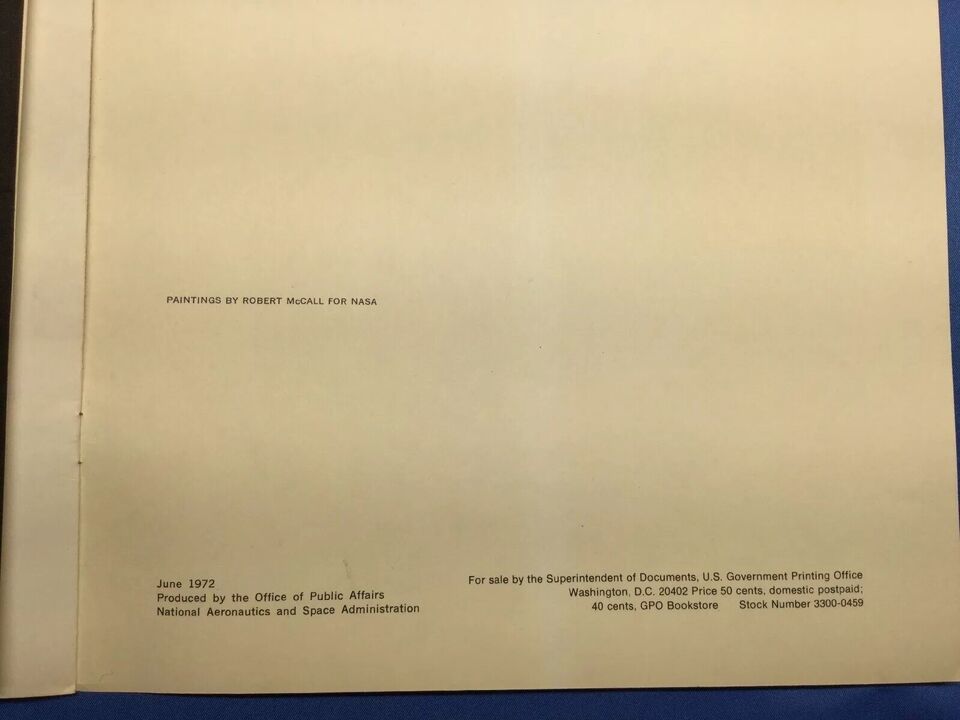 PAINTINGS BY ROBERT McCALL FOR NASA
June 1972
Produced by the Office of Public Affairs
National Aeronautics and Space Administration
For sale by the Superintendent of Documents, U.S. Government Printing Office
Washington, D.C. 20402 Price 50 cents, domestic postpaid;
40 cents, GPO Bookstore Stock Number 3300-0459